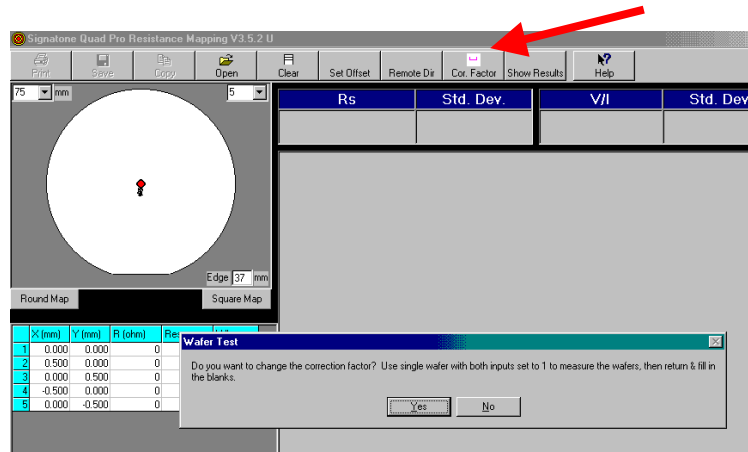 Signatone Quad Pro Resistance Mapping V3.5.2 U
Print Save Copy Open Clear Set Offset Remote Dir Cor. Factor Show Results Help
75 mm 5
Rs Std. Dev. V/I Std. Dev
Edge 37 mm
Round Map Square Map
X (mm) Y (mm) R (ohm) Res
1 0.000 0.000 0
2 0.500 0.000 0
3 0.000 0.500 0
4 -0.500 0.000 0
5 0.000 -0.500 0
Wafer Test
Do you want to change the correction factor? Use single wafer with both inputs set to 1 to measure the wafers, then return & fill in
the blanks.
Yes No